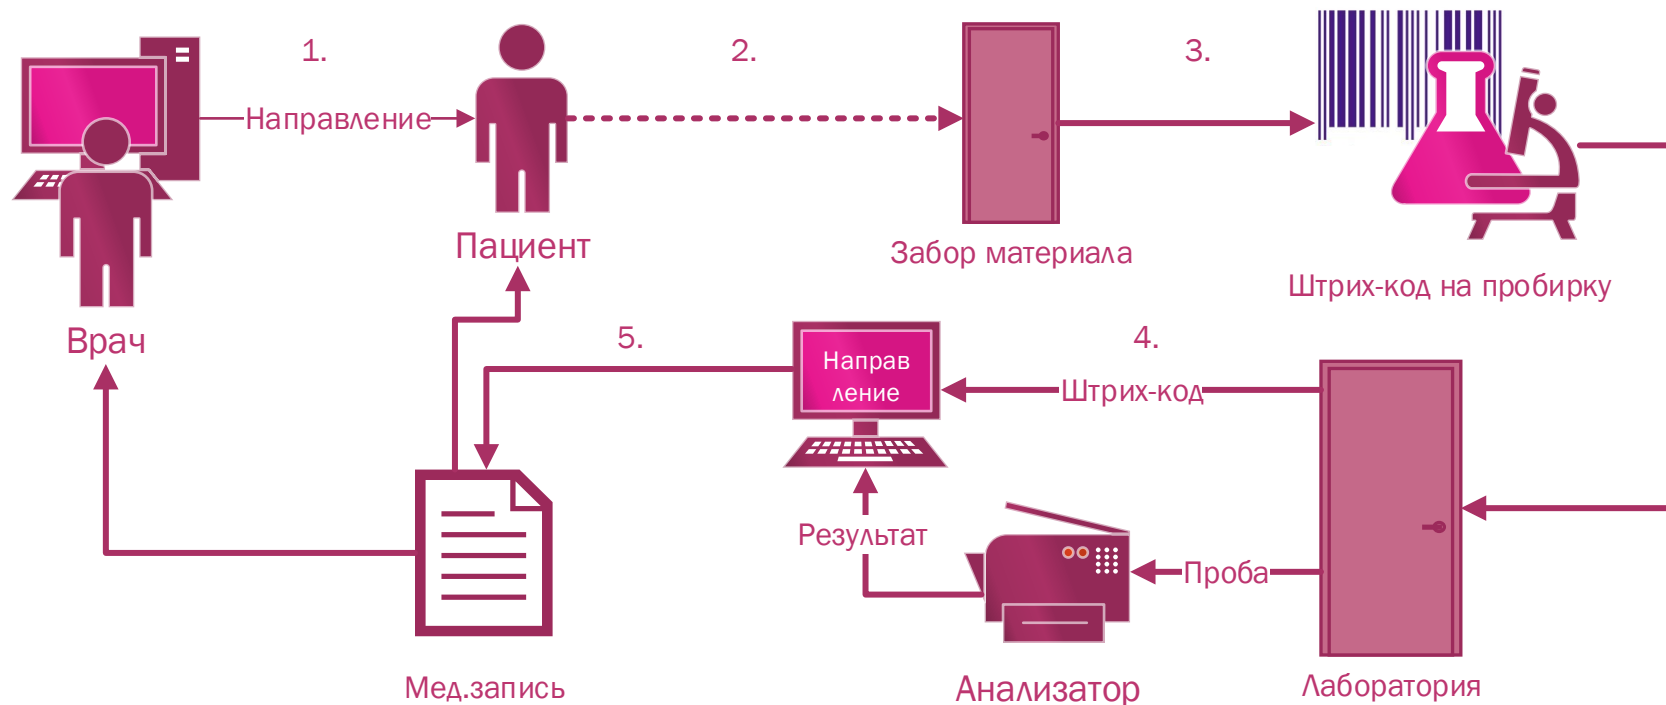 1.
2.
3.
Направление
Пациент
Забор материала
Штрих-код на пробирку
Врач
5.
4.
Направ
ление
Штрих-код
Результат
Проба
Мед.запись
Анализатор
Лаборатория